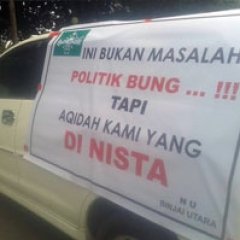 INI BUKAN MASALAH
POLITIK BUNG ... !!!
TAPI
AQIDAH KAMI YANG
DI NISTA
N U
BINJAI UTARA